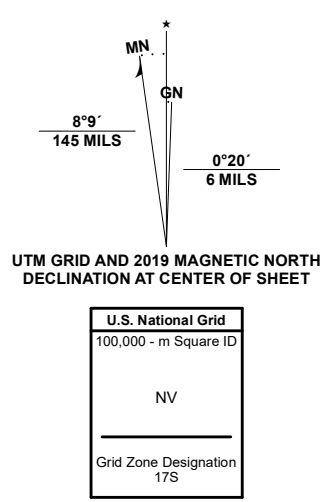 ★
MN
GN
8°9´
145 MILS
0°20´
6 MILS
UTM GRID AND 2019 MAGNETIC NORTH
DECLINATION AT CENTER OF SHEET
U.S. National Grid
100,000 - m Square ID
NV
Grid Zone Designation
17S